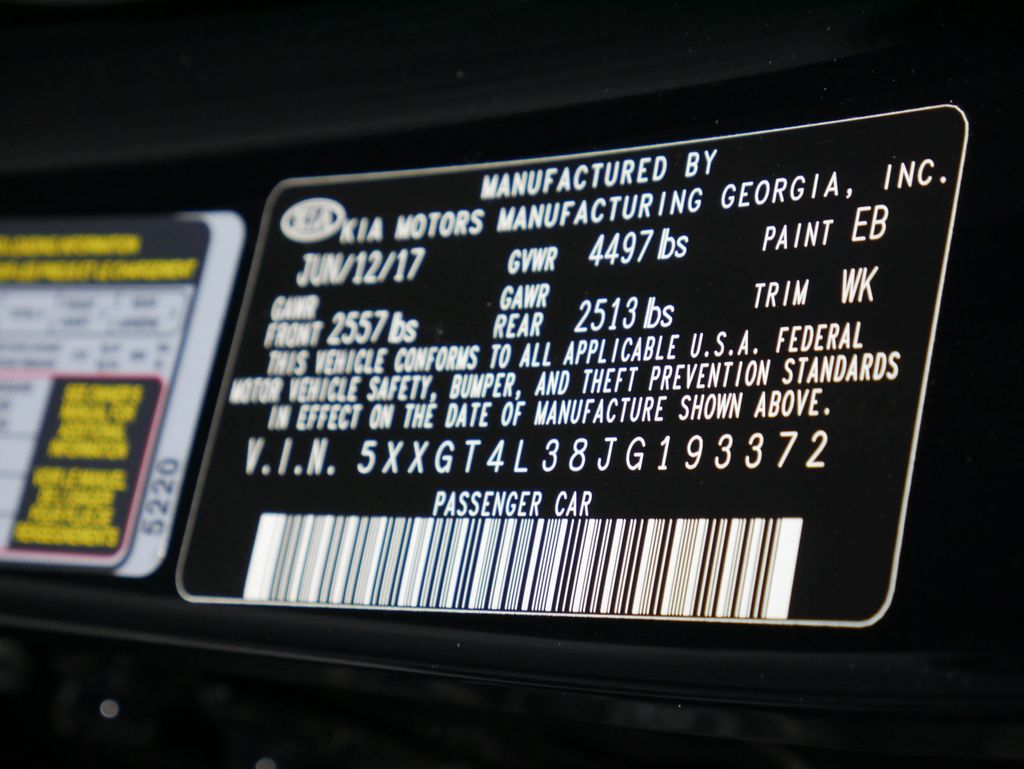 MANUFACTURED BY
KIA KIA MOTORS MANUFACTURING GEORGIA, INC.
JUN/12/17 GVWR 4497 lbs PAINT EB
GAWR FRONT 2557 lbs GAWR REAR 2513 lbs TRIM WK
THIS VEHICLE CONFORMS TO ALL APPLICABLE U.S.A. FEDERAL
MOTOR VEHICLE SAFETY, BUMPER, AND THEFT PREVENTION STANDARDS
IN EFFECT ON THE DATE OF MANUFACTURE SHOWN ABOVE.
V.I.N. 5XXGT4L38JG193372
PASSENGER CAR
5220